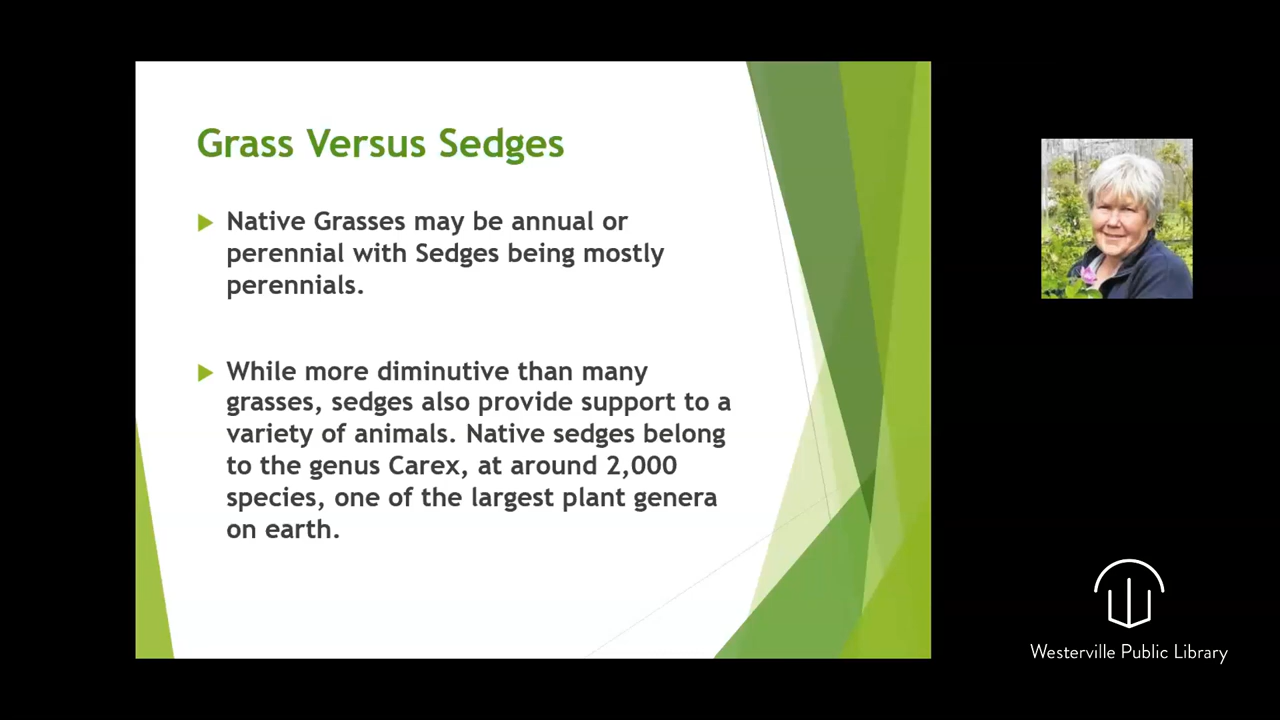 Grass Versus Sedges
Native Grasses may be annual or
perennial with Sedges being mostly
perennials.
While more diminutive than many
grasses, sedges also provide support to a
variety of animals. Native sedges belong
to the genus Carex, at around 2,000
species, one of the largest plant genera
on earth.
Westerville Public Library